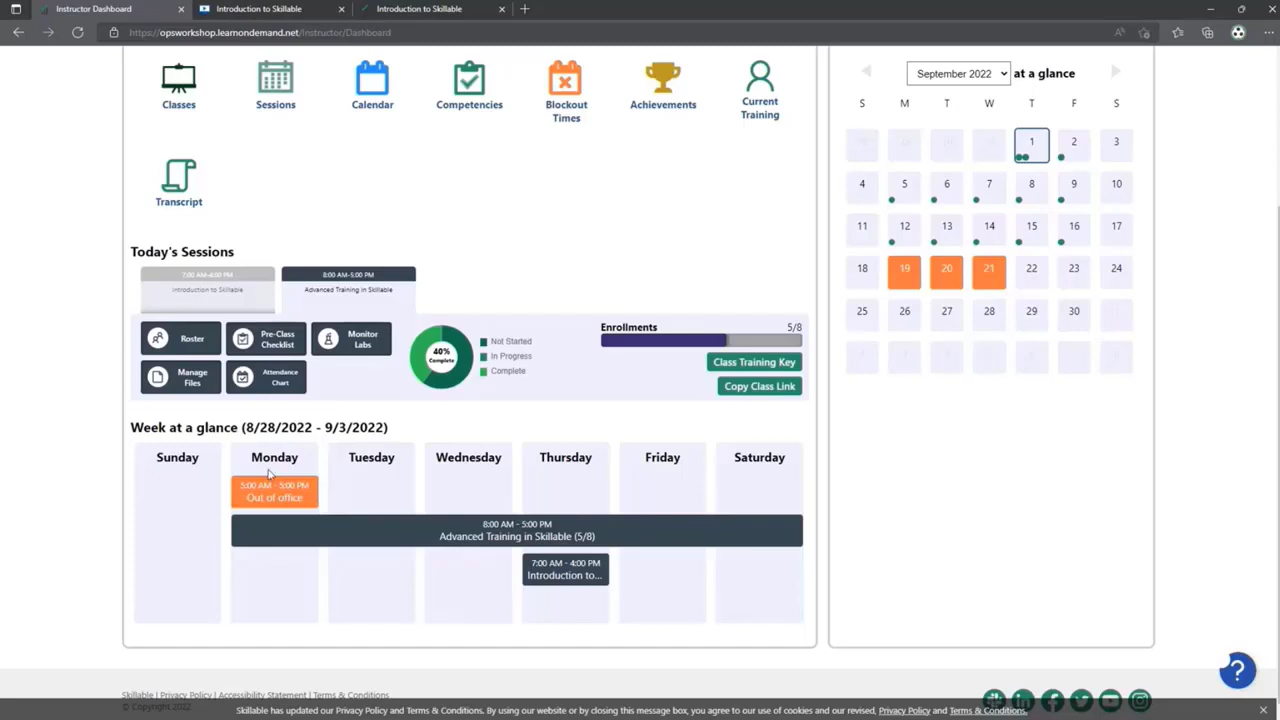 Instructor Dashboard
Introduction to Skillable
Introduction to Skillable
https://opsworkshop.learnondemand.net/Instructor/Dashboard
Classes
Sessions
Calendar
Competencies
Blockout
Times
Achievements
Current
Training
Transcript
September 2022 at a glance
S M T W T F S
1 2 3
4 5 6 7 8 9 10
11 12 13 14 15 16 17
18 19 20 21 22 23 24
25 26 27 28 29 30
Today's Sessions
7:00 AM-4:00 PM
Introduction to Skillable
8:00 AM-5:00 PM
Advanced Training in Skillable
Roster
Pre-Class
Checklist
Monitor
Labs
Manage
Files
Attendance
Chart
40%
Complete
Not Started
In Progress
Complete
Enrollments 5/8
Class Training Key
Copy Class Link
Week at a glance (8/28/2022 - 9/3/2022)
Sunday Monday Tuesday Wednesday Thursday Friday Saturday
5:00 AM - 5:00 PM
Out of office
8:00 AM - 5:00 PM
Advanced Training in Skillable (5/8)
7:00 AM - 4:00 PM
Introduction to...
?
Skillable | Privacy Policy | Accessibility Statement | Terms & Conditions
© Copyright 2022
Skillable has updated our Privacy Policy and Terms & Conditions. By using our website or by closing this message box, you agree to our use of cookies and our revised, Privacy Policy and Terms & Conditions.